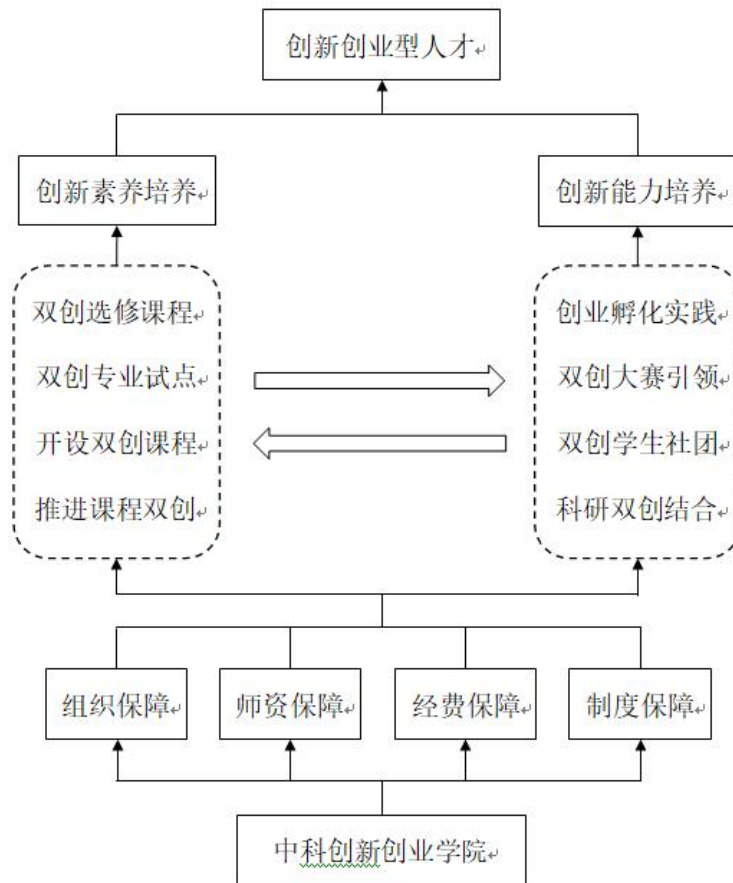 创新创业型人才
创新素养培养
创新能力培养
双创选修课程
双创专业试点
开设双创课程
推进课程双创
创业孵化实践
双创大赛引领
双创学生社团
科研双创结合
组织保障
师资保障
经费保障
制度保障
中科创新创业学院